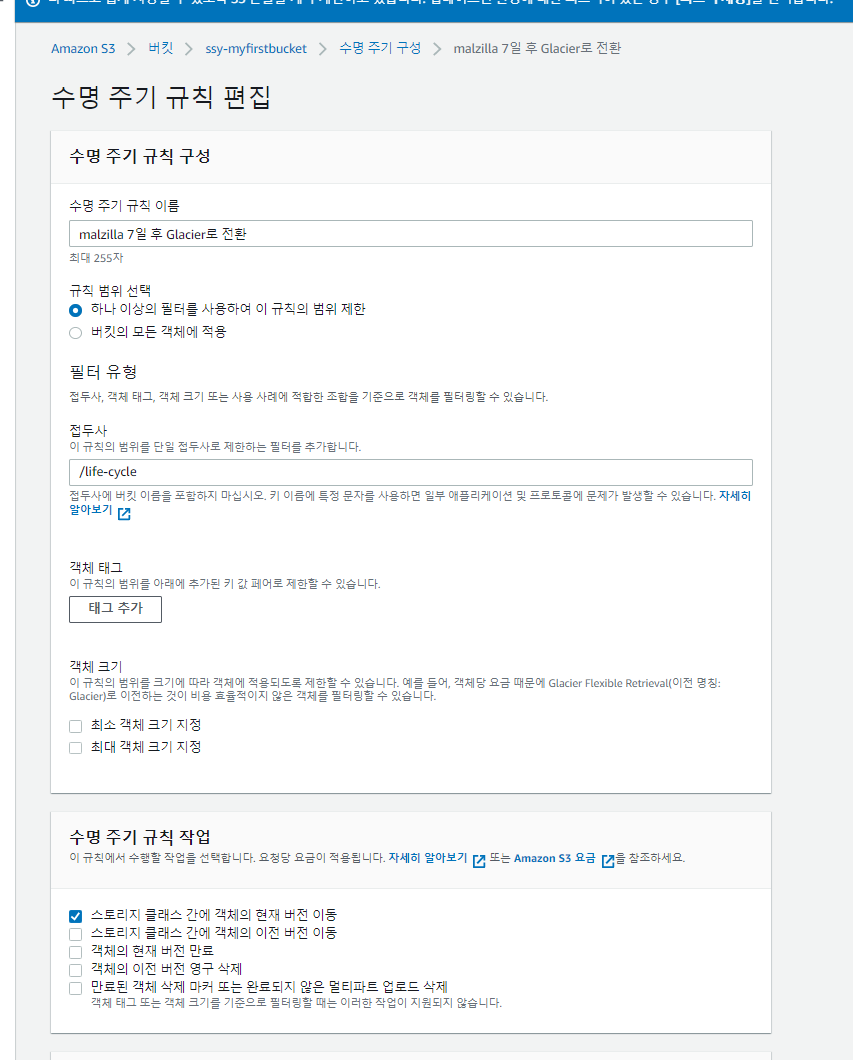 Amazon S3 > 버킷 > ssy-myfirstbucket > 수명 주기 구성 > malzilla 7일 후 Glacier로 전환
수명 주기 규칙 편집
수명 주기 규칙 구성
수명 주기 규칙 이름
malzilla 7일 후 Glacier로 전환
최대 255자
규칙 범위 선택
하나 이상의 필터를 사용하여 이 규칙의 범위 제한
버킷의 모든 객체에 적용
필터 유형
접두사, 객체 태그, 객체 크기 또는 사용 사례에 적합한 조합을 기준으로 객체를 필터링할 수 있습니다.
접두사
이 규칙의 범위를 단일 접두사로 제한하는 필터를 추가합니다.
/life-cycle
접두사에 버킷 이름을 포함하지 마십시오. 키 이름에 특정 문자를 사용하면 일부 애플리케이션 및 프로토콜에 문제가 발생할 수 있습니다. 자세히
알아보기
객체 태그
이 규칙의 범위를 아래에 추가된 키 값 페어로 제한할 수 있습니다.
태그 추가
객체 크기
이 규칙의 범위를 크기에 따라 객체에 적용되도록 제한할 수 있습니다. 예를 들어, 객체당 요금 때문에 Glacier Flexible Retrieval(이전 명칭:
Glacier)로 이전하는 것이 비용 효율적이지 않은 객체를 필터링할 수 있습니다.
최소 객체 크기 지정
최대 객체 크기 지정
수명 주기 규칙 작업
이 규칙에서 수행할 작업을 선택합니다. 요청당 요금이 적용됩니다. 자세히 알아보기 또는 Amazon S3 요금 을 참조하세요.
스토리지 클래스 간에 객체의 현재 버전 이동
스토리지 클래스 간에 객체의 이전 버전 이동
객체의 현재 버전 만료
객체의 이전 버전 영구 삭제
만료된 객체 삭제 마커 또는 완료되지 않은 멀티파트 업로드 삭제
객체 태그 또는 객체 크기를 기준으로 필터링할 때는 이러한 작업이 지원되지 않습니다.